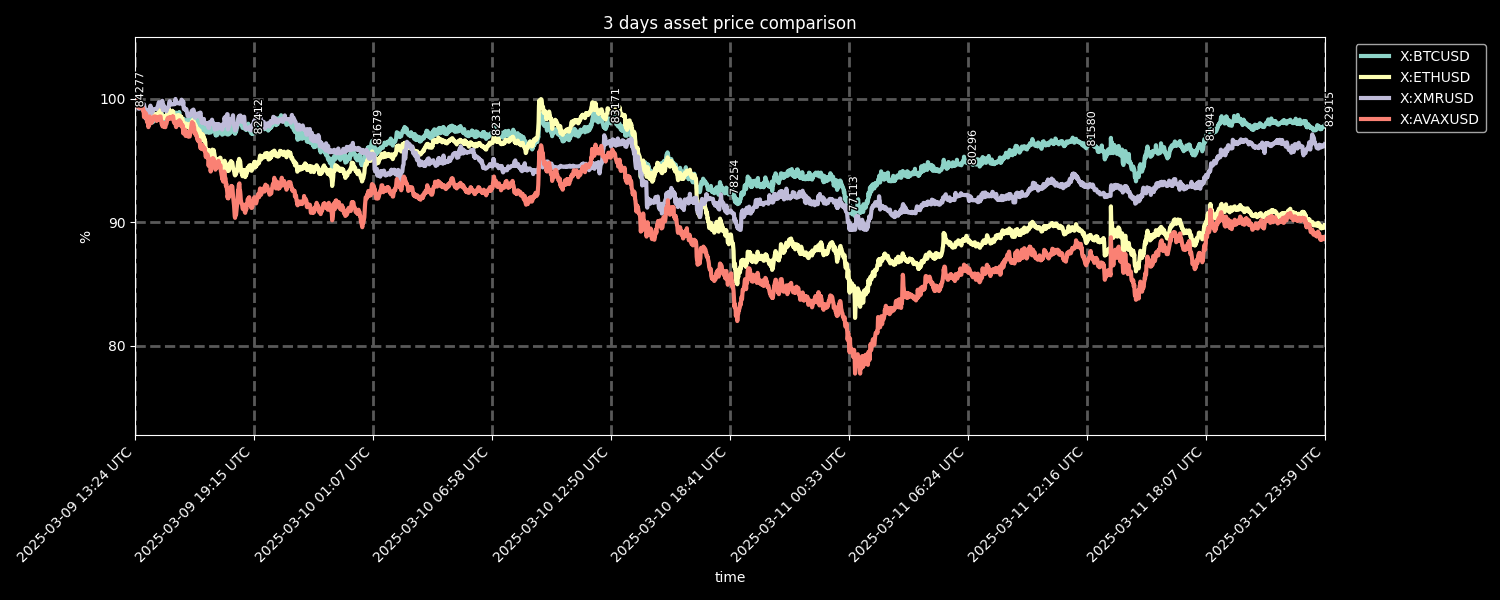 3 days asset price comparison
X:BTCUSD
X:ETHUSD
X:XMRUSD
X:AVAXUSD
100
90
80
%
84277
82412
81679
82311
83171
78254
77113
80296
81580
81943
82915
2025-03-09 13:24 UTC
2025-03-09 19:15 UTC
2025-03-10 01:07 UTC
2025-03-10 06:58 UTC
2025-03-10 12:50 UTC
2025-03-10 18:41 UTC
2025-03-11 00:33 UTC
2025-03-11 06:24 UTC
2025-03-11 12:16 UTC
2025-03-11 18:07 UTC
2025-03-11 23:59 UTC
time